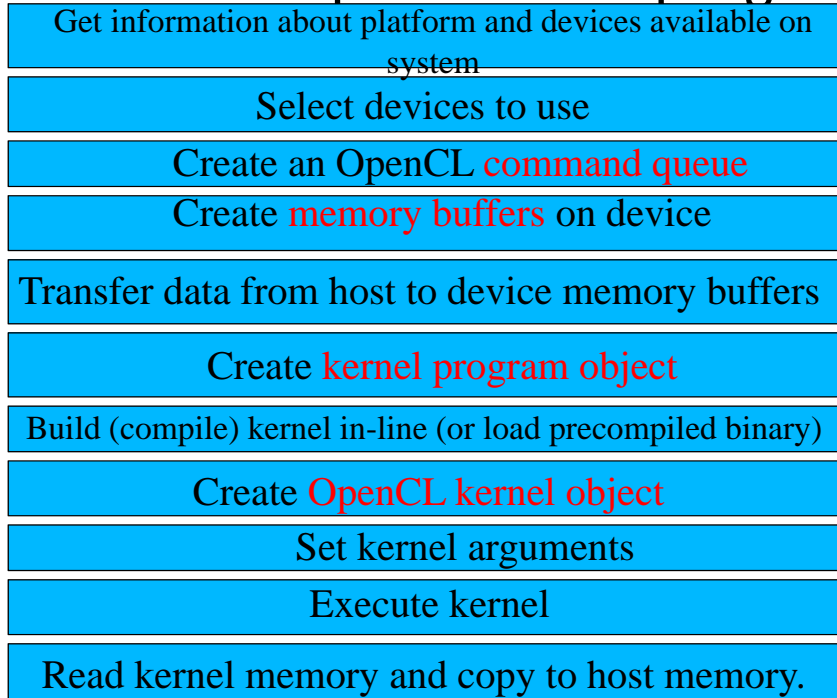 Get information about platform and devices available on
system
Select devices to use
Create an OpenCL command queue
Create memory buffers on device
Transfer data from host to device memory buffers
Create kernel program object
Build (compile) kernel in-line (or load precompiled binary)
Create OpenCL kernel object
Set kernel arguments
Execute kernel
Read kernel memory and copy to host memory.